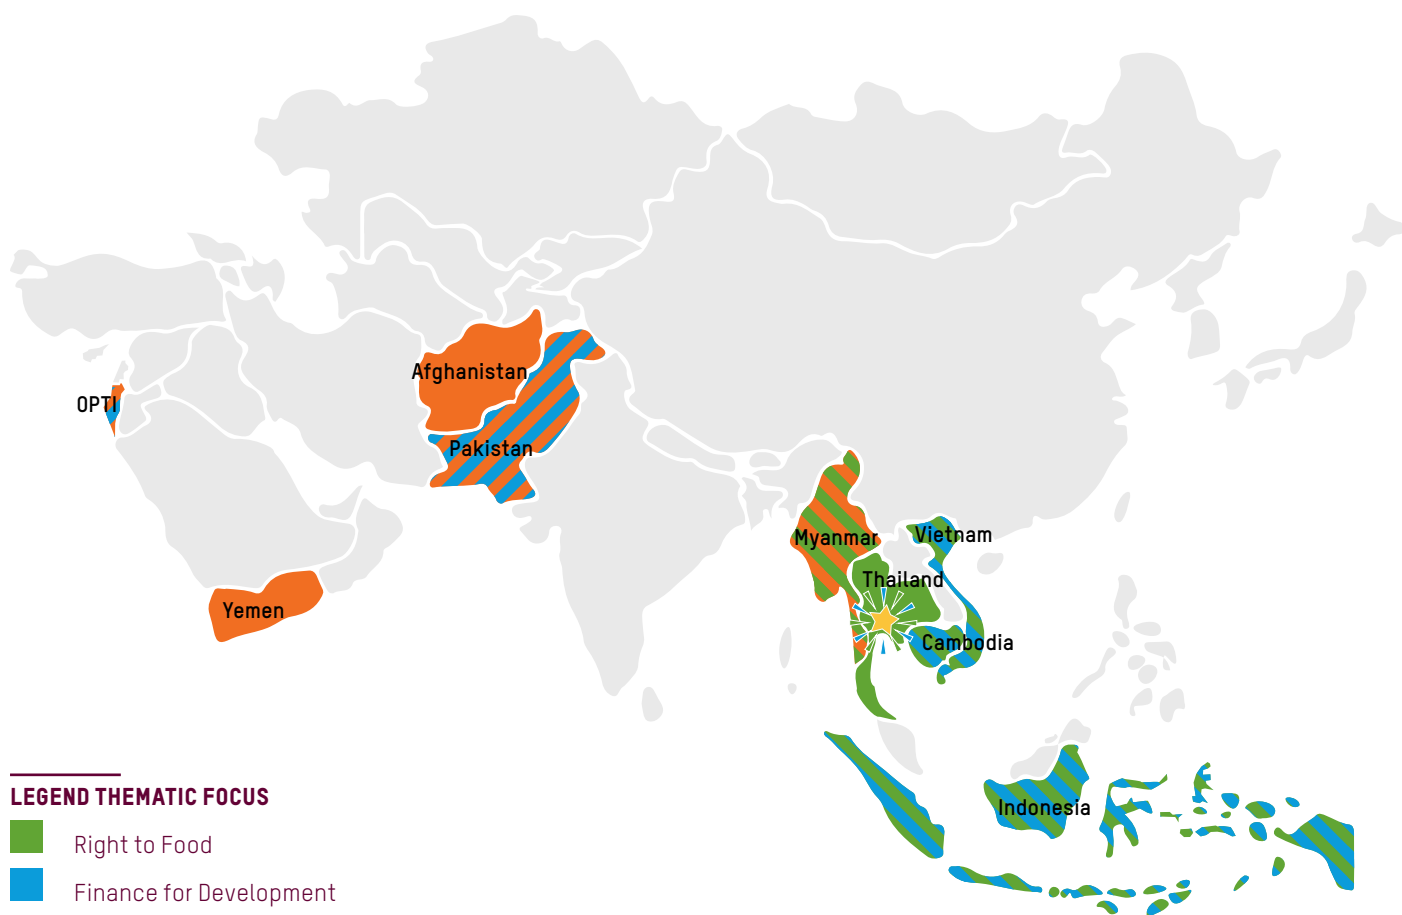 Afghanistan
OPTI
Pakistan
Vietnam
Myanmar
Thailand
Yemen
Cambodia
LEGEND THEMATIC FOCUS
Indonesia
Right to Food
Finance for Development